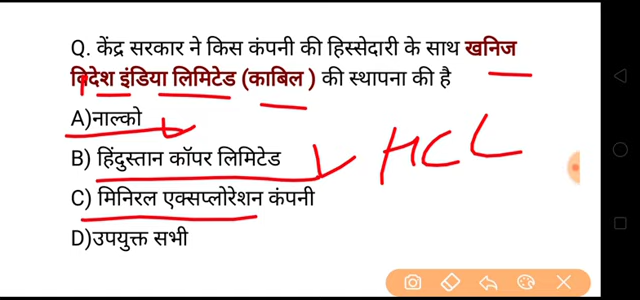 Q. केंद्र सरकार ने किस कंपनी की हिस्सेदारी के साथ खनिज
बिदेश इंडिया लिमिटेड (काबिल ) की स्थापना की है
A)नाल्को
B) हिंदुस्तान कॉपर लिमिटेड
HCL
C) मिनिरल एक्सप्लोरेशन कंपनी
D)उपयुक्त सभी